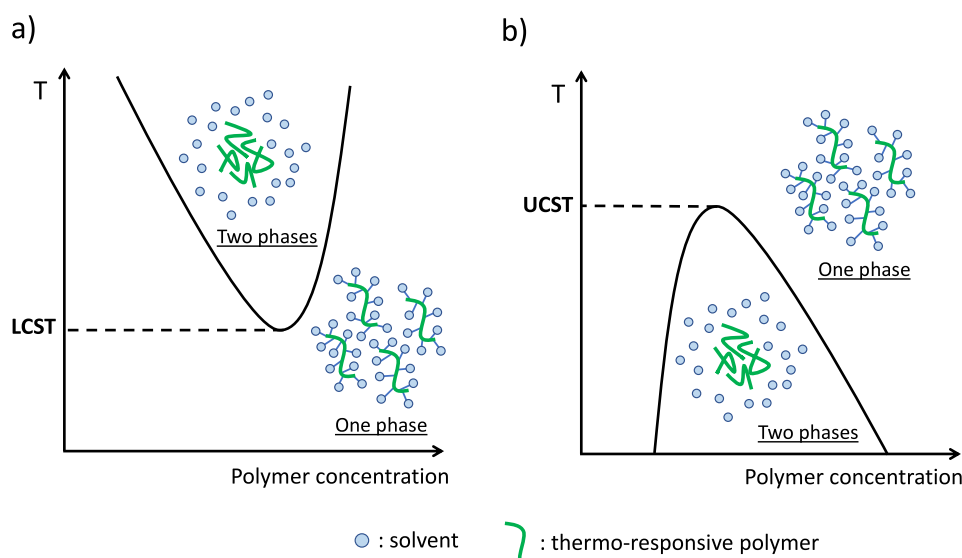 a)
T
Two phases
LCST
One phase
Polymer concentration
b)
T
UCST
One phase
Two phases
Polymer concentration
: solvent
: thermo-responsive polymer